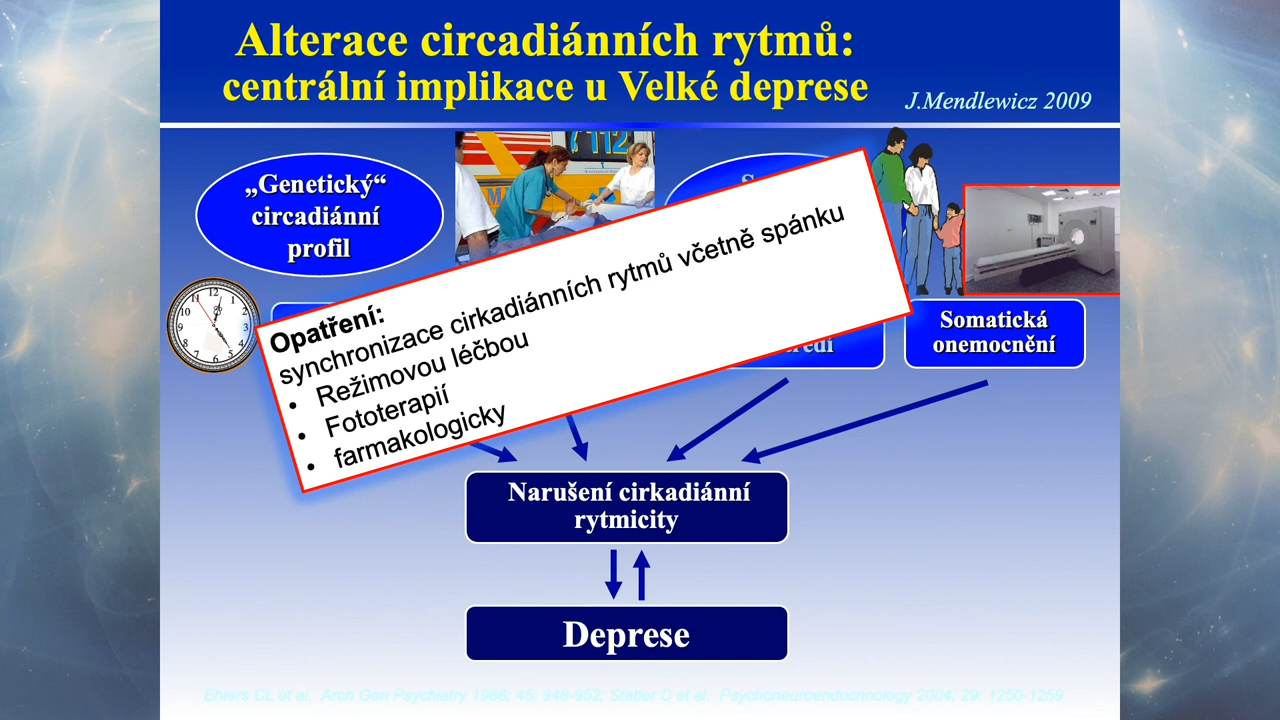 Alterace circadiánních rytmů:
centrální implikace u Velké deprese
J.Mendlewicz 2009
„Genetický“
circadiánní
profil
112
Opatření:
synchronizace cirkadiánních rytmů včetně spánku
• Režimovou léčbou
• Fototerapií
• farmakologicky
Somatická
onemocnění
Narušení cirkadiánní
rytmicity
Deprese
Ehlers CL et al. Arch Gen Psychiatry 1988; 45: 948-952; Stetler C et al. Psychoneuroendocrinology 2004; 29: 1250-1259